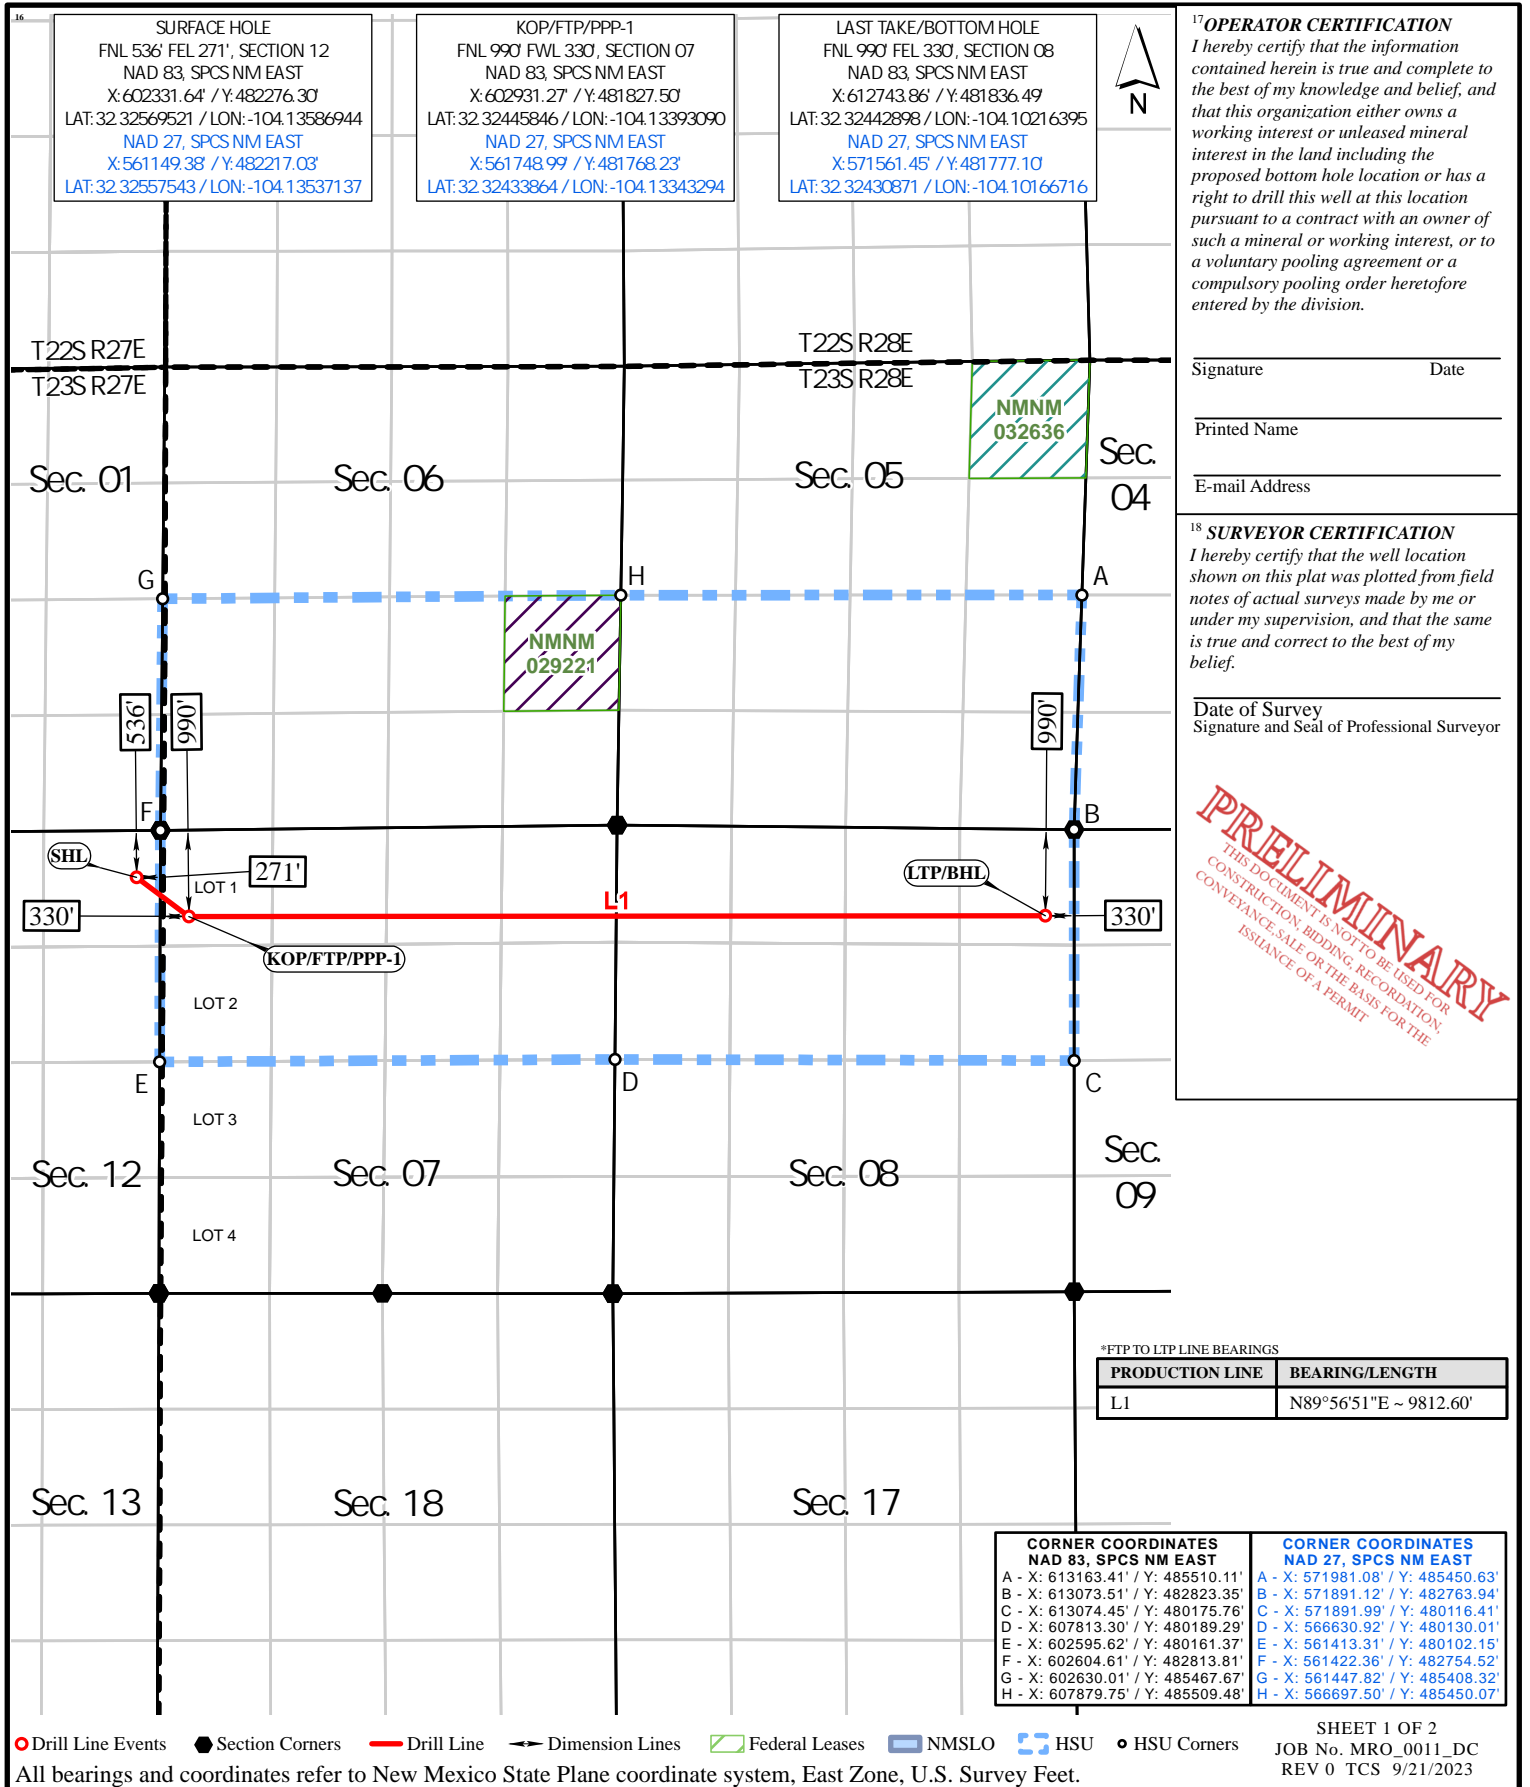 16
SURFACE HOLE
FNL 536' FEL 271', SECTION 12
NAD 83, SPCS NM EAST
X:602331.64' / Y:482276.30'
LAT:32.32569521 / LON:-104.13586944
NAD 27, SPCS NM EAST
X:561149.38' / Y:482217.03'
LAT:32.32557543 / LON:-104.13537137
KOP/FTP/PPP-1
FNL 990' FWL 330', SECTION 07
NAD 83, SPCS NM EAST
X:602931.27' / Y:481827.50'
LAT:32.32445846 / LON:-104.13393090
NAD 27, SPCS NM EAST
X:561748.99' / Y:481768.23'
LAT:32.32433864 / LON:-104.13343294
LAST TAKE/BOTTOM HOLE
FNL 990' FEL 330', SECTION 08
NAD 83, SPCS NM EAST
X:612743.86' / Y:481836.49'
LAT:32.32442898 / LON:-104.10216395
NAD 27, SPCS NM EAST
X:571561.45' / Y:481777.10'
LAT:32.32430871 / LON:-104.10166716
N
17 OPERATOR CERTIFICATION
I hereby certify that the information
contained herein is true and complete to
the best of my knowledge and belief, and
that this organization either owns a
working interest or unleased mineral
interest in the land including the
proposed bottom hole location or has a
right to drill this well at this location
pursuant to a contract with an owner of
such a mineral or working interest, or to
a voluntary pooling agreement or a
compulsory pooling order heretofore
entered by the division.
Signature Date
Printed Name
E-mail Address
18 SURVEYOR CERTIFICATION
I hereby certify that the well location
shown on this plat was plotted from field
notes of actual surveys made by me or
under my supervision, and that the same
is true and correct to the best of my
belief.
Date of Survey
Signature and Seal of Professional Surveyor
PRELIMINARY
THIS DOCUMENT IS NOT TO BE USED FOR
CONSTRUCTION, BIDDING, RECORDATION,
CONVEYANCE, SALE OR THE BASIS FOR THE
ISSUANCE OF A PERMIT
T22S R27E
T23S R27E
T22S R28E
T23S R28E
NMNM
032636
Sec. 01
Sec. 06
Sec. 05
Sec.
04
G
H
A
NMNM
029221
536'
990'
990'
F
B
SHL
271'
LOT 1
L1
LTP/BHL
330'
330'
KOP/FTP/PPP-1
LOT 2
E
D
C
LOT 3
Sec. 12
Sec. 07
Sec. 08
Sec.
09
LOT 4
*FTP TO LTP LINE BEARINGS
PRODUCTION LINE BEARING/LENGTH
L1 N89°56'51"E ~ 9812.60'
Sec. 13
Sec. 18
Sec. 17
CORNER COORDINATES
NAD 83, SPCS NM EAST
A - X: 613163.41' / Y: 485510.11'
B - X: 613073.51' / Y: 482823.35'
C - X: 613074.45' / Y: 480175.76'
D - X: 607813.30' / Y: 480189.29'
E - X: 602595.62' / Y: 480161.37'
F - X: 602604.61' / Y: 482813.81'
G - X: 602630.01' / Y: 485467.67'
H - X: 607879.75' / Y: 485509.48'
CORNER COORDINATES
NAD 27, SPCS NM EAST
A - X: 571981.08' / Y: 485450.63'
B - X: 571891.12' / Y: 482763.94'
C - X: 571891.99' / Y: 480116.41'
D - X: 566630.92' / Y: 480130.01'
E - X: 561413.31' / Y: 480102.15'
F - X: 561422.36' / Y: 482754.52'
G - X: 561447.82' / Y: 485408.32'
H - X: 566697.50' / Y: 485450.07'
Drill Line Events Section Corners Drill Line Dimension Lines Federal Leases NMSLO HSU HSU Corners
All bearings and coordinates refer to New Mexico State Plane coordinate system, East Zone, U.S. Survey Feet.
SHEET 1 OF 2
JOB No. MRO_0011_DC
REV 0 TCS 9/21/2023